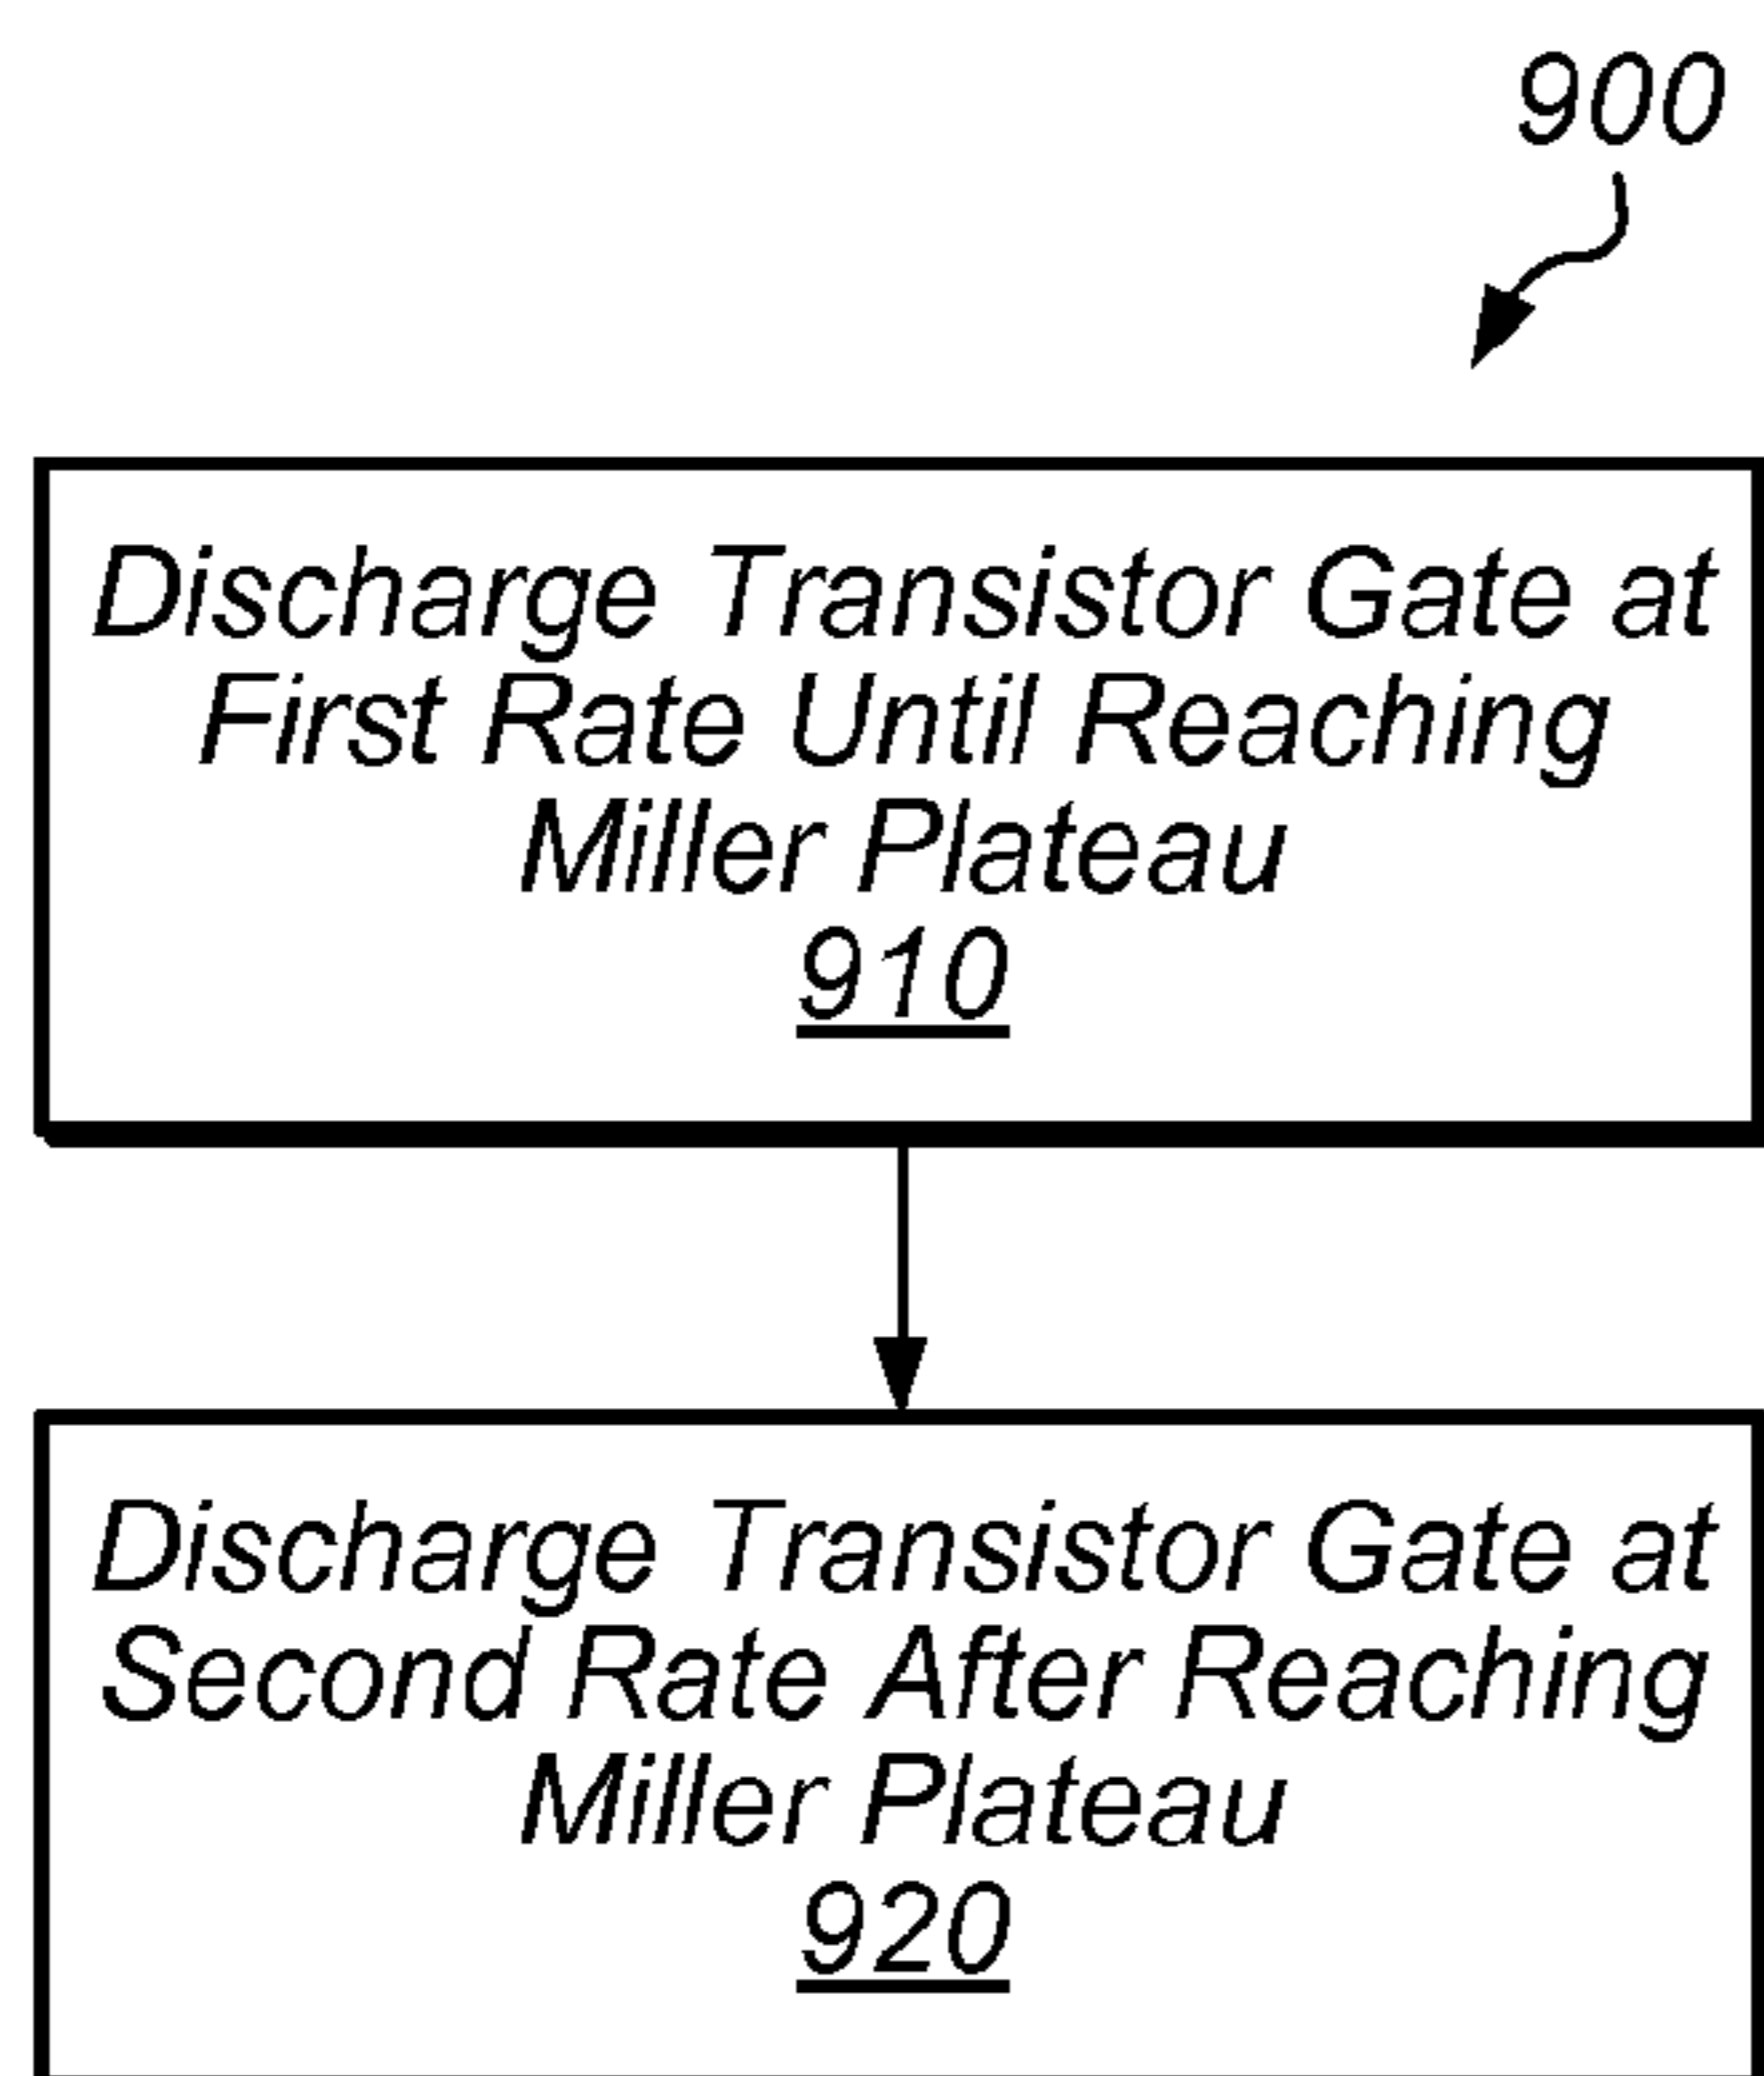 900
Discharge Transistor Gate at
First Rate Until Reaching
Miller Plateau
910
Discharge Transistor Gate at
Second Rate After Reaching
Miller Plateau
920